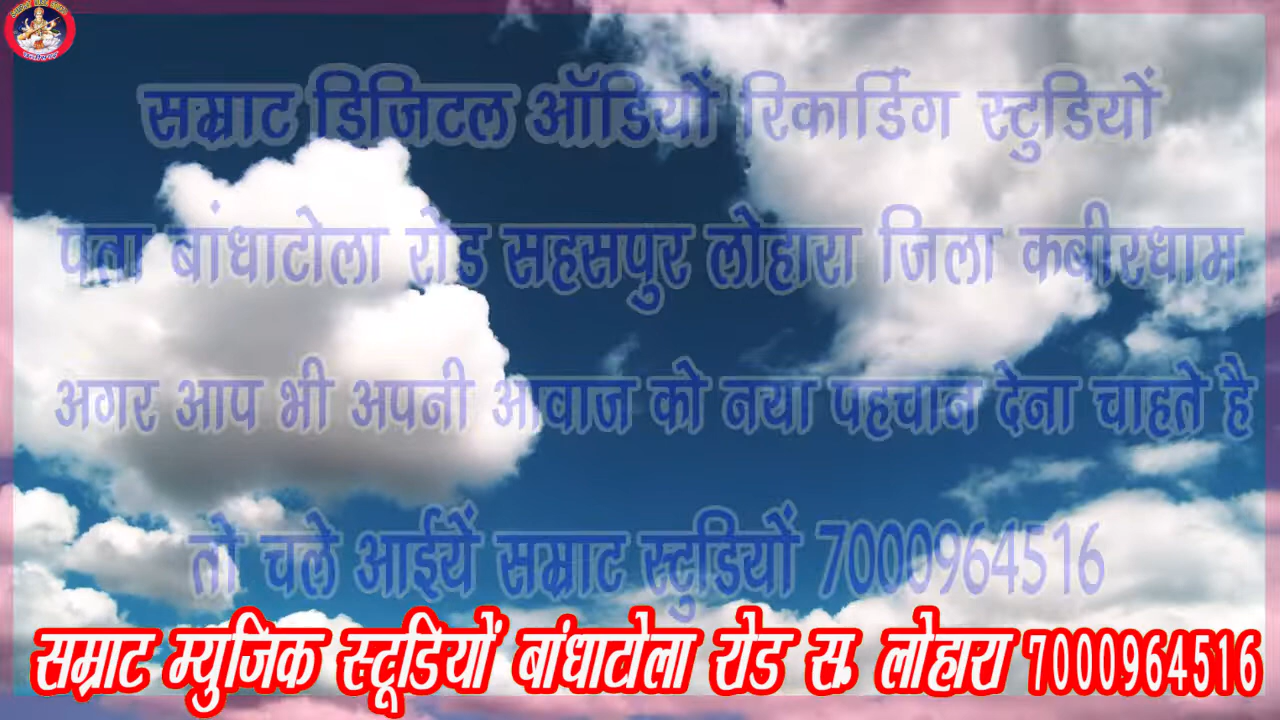 सम्राट डिजिटल ऑडियों रिकार्डिग स्टुडियों
पता बांधाटोला रोड सहसपुर लोहारा जिला कबीरधाम
अगर आप भी अपनी आवाज को नया पहचान देना चाहते है
तो चले आईयें सम्राट स्टुडियों 7000964516
सम्राट म्युजिक स्टूडियों बांधाटोला रोड स. लोहारा 7000964516